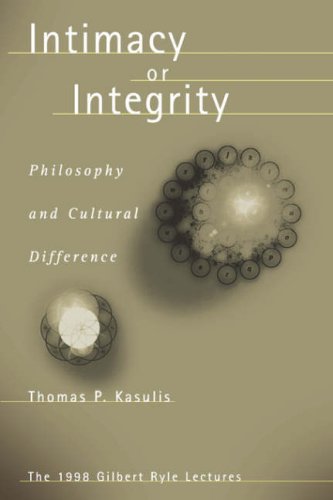 Intimacy
or
Integrity
Philosophy
and Cultural
Difference
Thomas P. Kasulis
The 1998 Gilbert Ryle Lectures